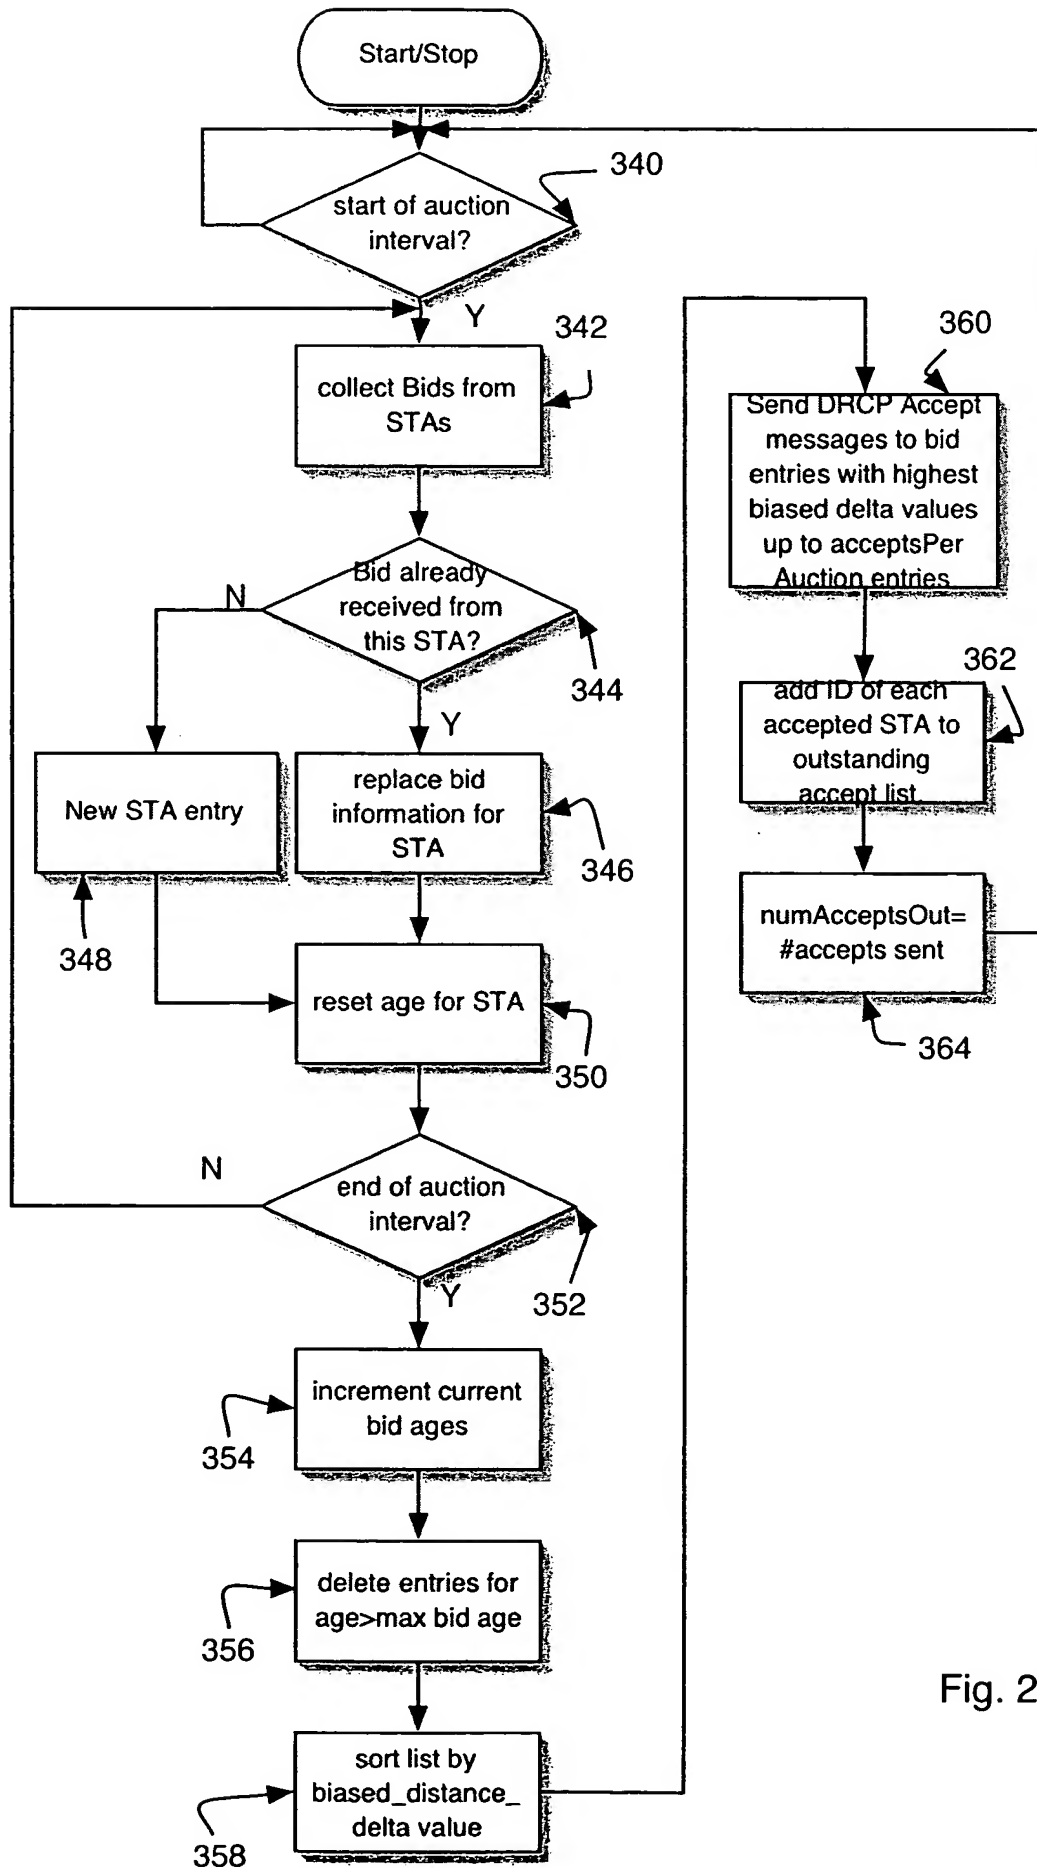 Start/Stop
340
start of auction
interval?
Y
342
collect Bids from
STAs
Bid already
received from
this STA?
N
344
Y
New STA entry
replace bid
information for
STA
346
348
reset age for STA
350
N
end of auction
interval?
352
Y
increment current
bid ages
354
delete entries for
age>max bid age
356
sort list by
biased_distance_
delta value
358
360
Send DRCP Accept
messages to bid
entries with highest
biased delta values
up to acceptsPer
Auction entries
362
add ID of each
accepted STA to
outstanding
accept list.
numAcceptsOut=
#accepts sent
364
Fig. 2